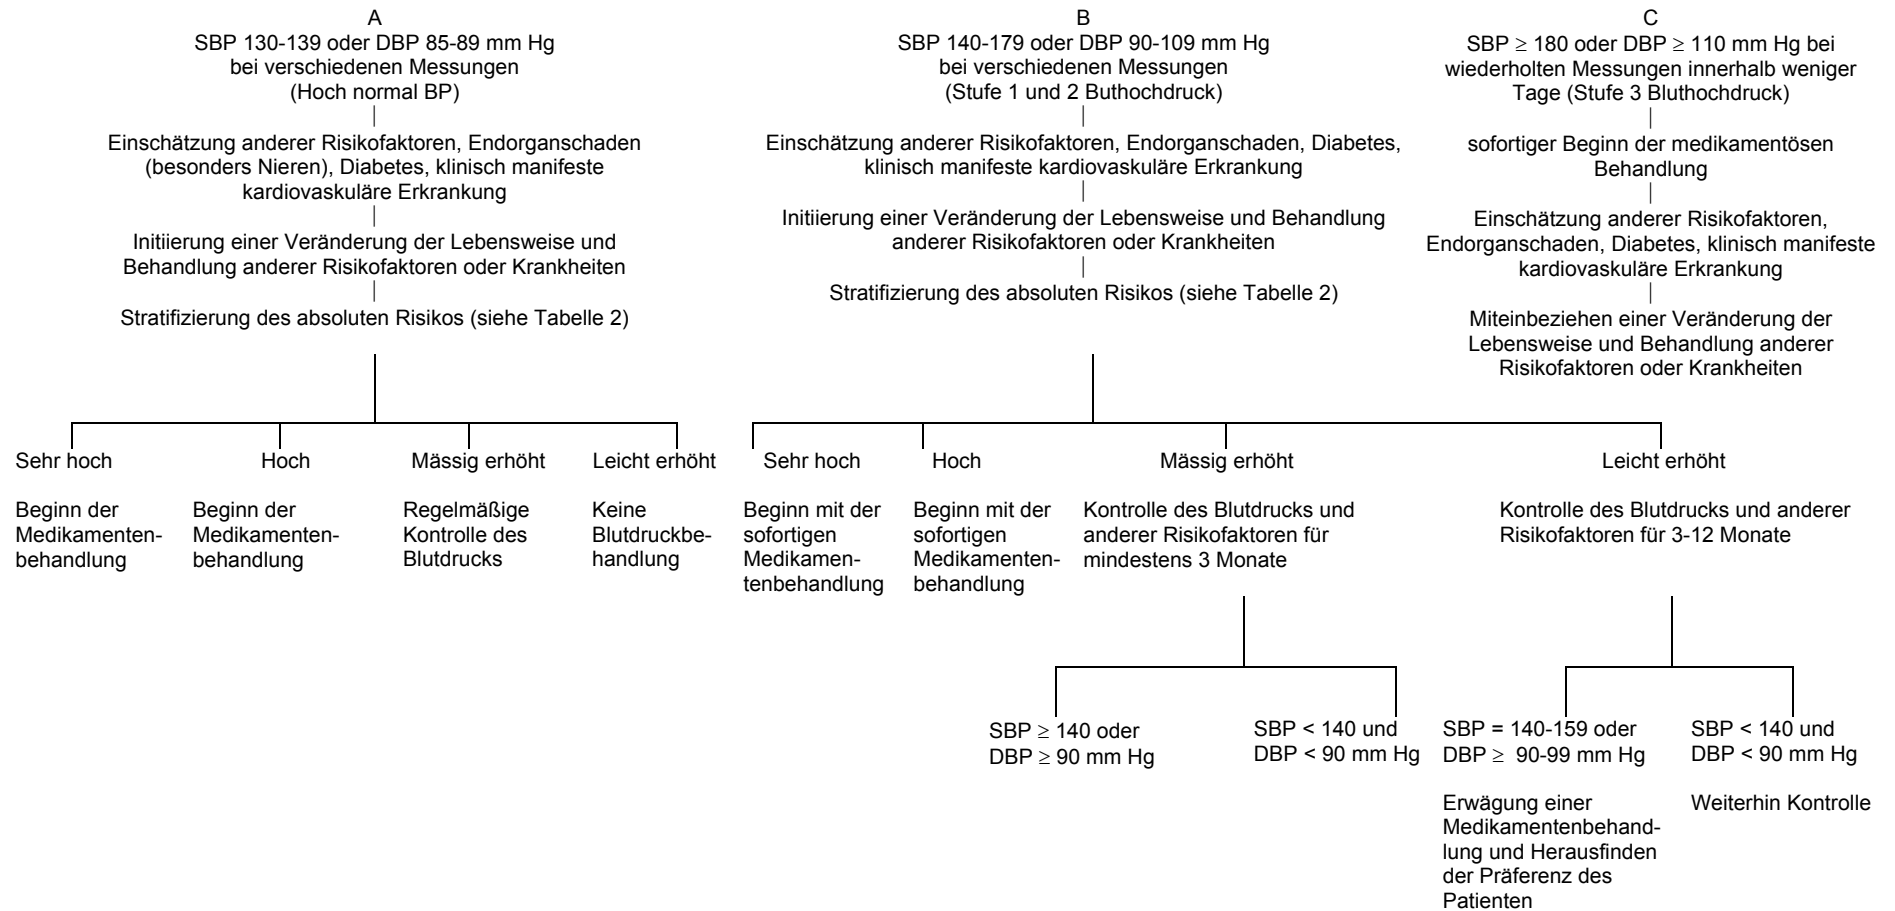 A
SBP 130-139 oder DBP 85-89 mm Hg
bei verschiedenen Messungen
(Hoch normal BP)
Einschätzung anderer Risikofaktoren, Endorganschaden
(besonders Nieren), Diabetes, klinisch manifeste
kardiovaskuläre Erkrankung
Initiierung einer Veränderung der Lebensweise und
Behandlung anderer Risikofaktoren oder Krankheiten
Stratifizierung des absoluten Risikos (siehe Tabelle 2)
B
SBP 140-179 oder DBP 90-109 mm Hg
bei verschiedenen Messungen
(Stufe 1 und 2 Buthochdruck)
Einschätzung anderer Risikofaktoren, Endorganschaden, Diabetes,
klinisch manifeste kardiovaskuläre Erkrankung
Initiierung einer Veränderung der Lebensweise und Behandlung
anderer Risikofaktoren oder Krankheiten
Stratifizierung des absoluten Risikos (siehe Tabelle 2)
C
SBP ≥ 180 oder DBP ≥ 110 mm Hg bei
wiederholten Messungen innerhalb weniger
Tage (Stufe 3 Bluthochdruck)
sofortiger Beginn der medikamentösen
Behandlung
Einschätzung anderer Risikofaktoren,
Endorganschaden, Diabetes, klinisch manifeste
kardiovaskuläre Erkrankung
Miteinbeziehen einer Veränderung der
Lebensweise und Behandlung anderer
Risikofaktoren oder Krankheiten
Sehr hoch
Beginn der
Medikamenten-
behandlung
Hoch
Beginn der
Medikamenten-
behandlung
Mässig erhöht
Regelmäßige
Kontrolle des
Blutdrucks
Leicht erhöht
Keine
Blutdruckbe-
handlung
Sehr hoch
Beginn mit der
sofortigen
Medikamen-
tenbehandlung
Hoch
Beginn mit der
sofortigen
Medikamenten-
behandlung
Mässig erhöht
Kontrolle des Blutdrucks und
anderer Risikofaktoren für
mindestens 3 Monate
Leicht erhöht
Kontrolle des Blutdrucks und anderer
Risikofaktoren für 3-12 Monate
SBP ≥ 140 oder
DBP ≥ 90 mm Hg
SBP < 140 und
DBP < 90 mm Hg
SBP = 140-159 oder
DBP ≥ 90-99 mm Hg
Erwägung einer
Medikamentenbehand-
lung und Herausfinden
der Präferenz des
Patienten
SBP < 140 und
DBP < 90 mm Hg
Weiterhin Kontrolle